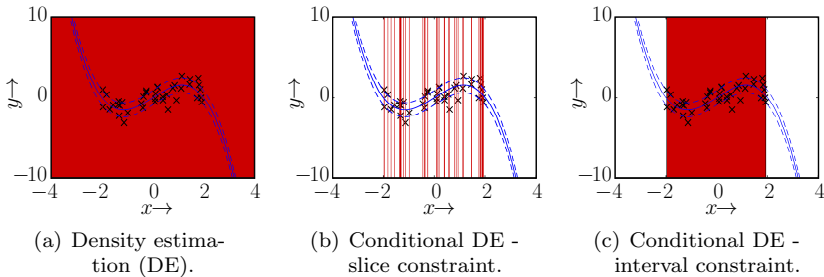 10
0
−10
−4
−2
0
2
4
y→
x→
(a) Density estima-
tion (DE).
10
0
−10
−4
−2
0
2
4
y→
x→
(b) Conditional DE -
slice constraint.
10
0
−10
−4
−2
0
2
4
y→
x→
(c) Conditional DE -
interval constraint.